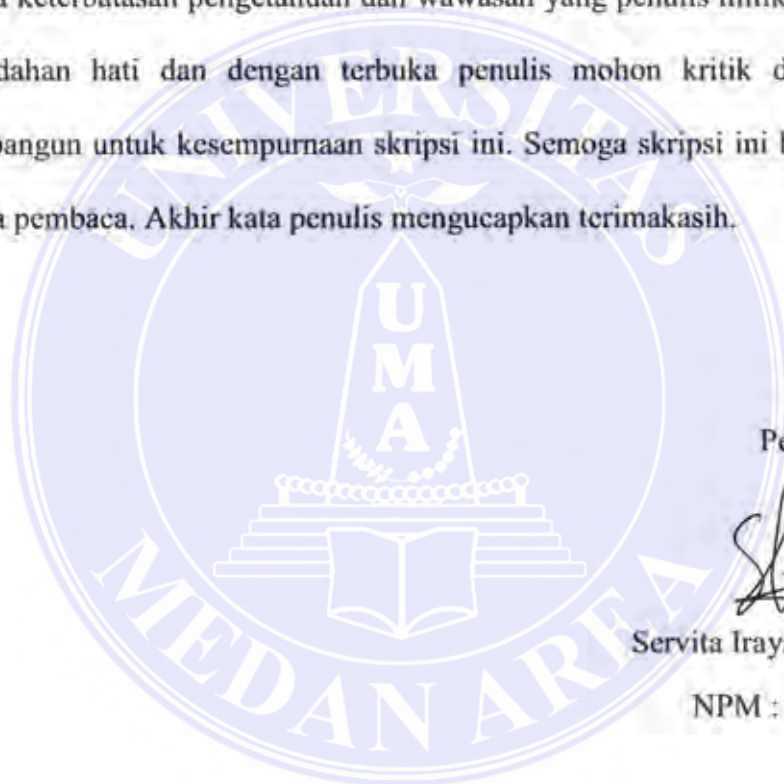 keterbatasan pengetahuan dan wawasan yang penulis
dahan hati dan dengan terbuka penulis mohon kritik d
bangun untuk kesempurnaan skripsi ini. Semoga skripsi ini
a pembaca. Akhir kata penulis mengucapkan terimakasih.
UNIVERSITAS
UMA
MEDAN AREA
Pe
Servita Iray
NPM :